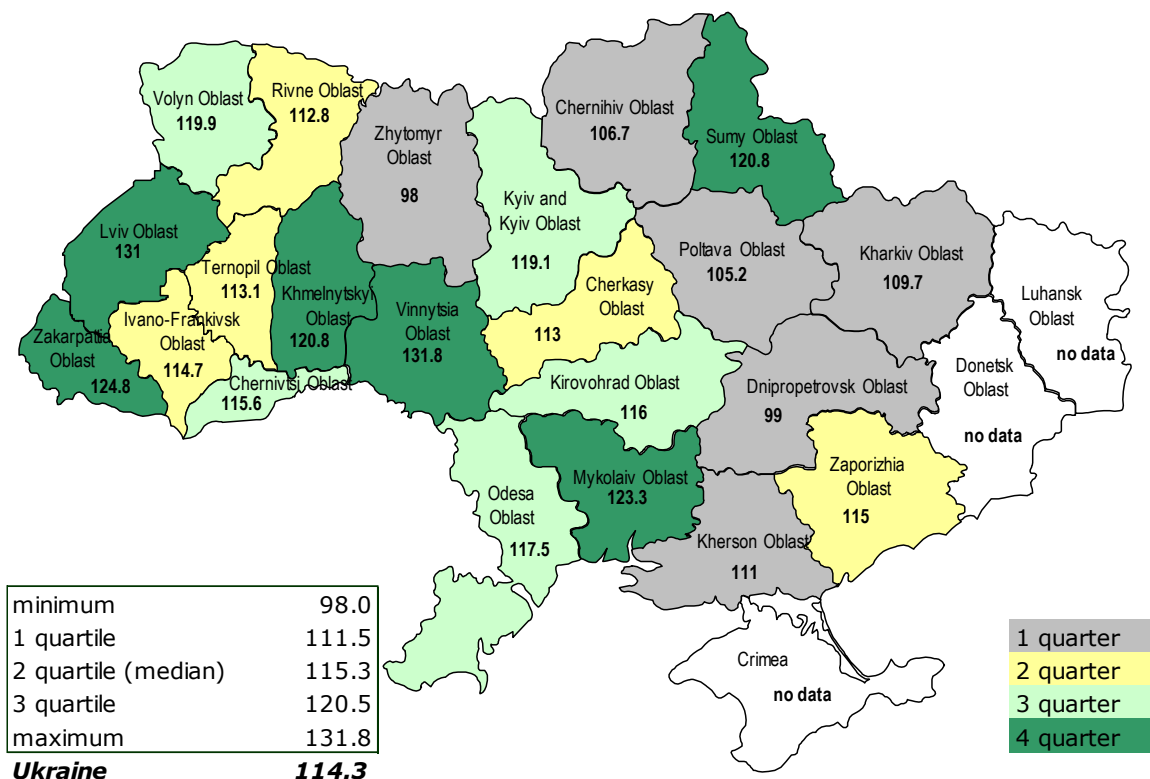 Volyn Oblast
119.9
Rivne Oblast
112.8
Zhytomyr
Oblast
98
Chernihiv Oblast
106.7
Sumy Oblast
120.8
Kyiv and
Kyiv Oblast
119.1
Lviv Oblast
131
Ternopil Oblast
113.1
Khmelnytskyi
Oblast
120.8
Vinnytsia
Oblast
131.8
Cherkasy
Oblast
113
Poltava Oblast
105.2
Kharkiv Oblast
109.7
Luhansk
Oblast
no data
Zakarpattia
Oblast
124.8
Ivano-Frankivsk
Oblast
114.7
Chernivtsi Oblast
115.6
Kirovohrad Oblast
116
Dnipropetrovsk Oblast
99
Donetsk
Oblast
no data
Odesa
Oblast
117.5
Mykolaiv Oblast
123.3
Zaporizhia
Oblast
115
Kherson Oblast
111
Crimea
no data
minimum 98.0
1 quartile 111.5
2 quartile (median) 115.3
3 quartile 120.5
maximum 131.8
Ukraine 114.3
1 quarter
2 quarter
3 quarter
4 quarter